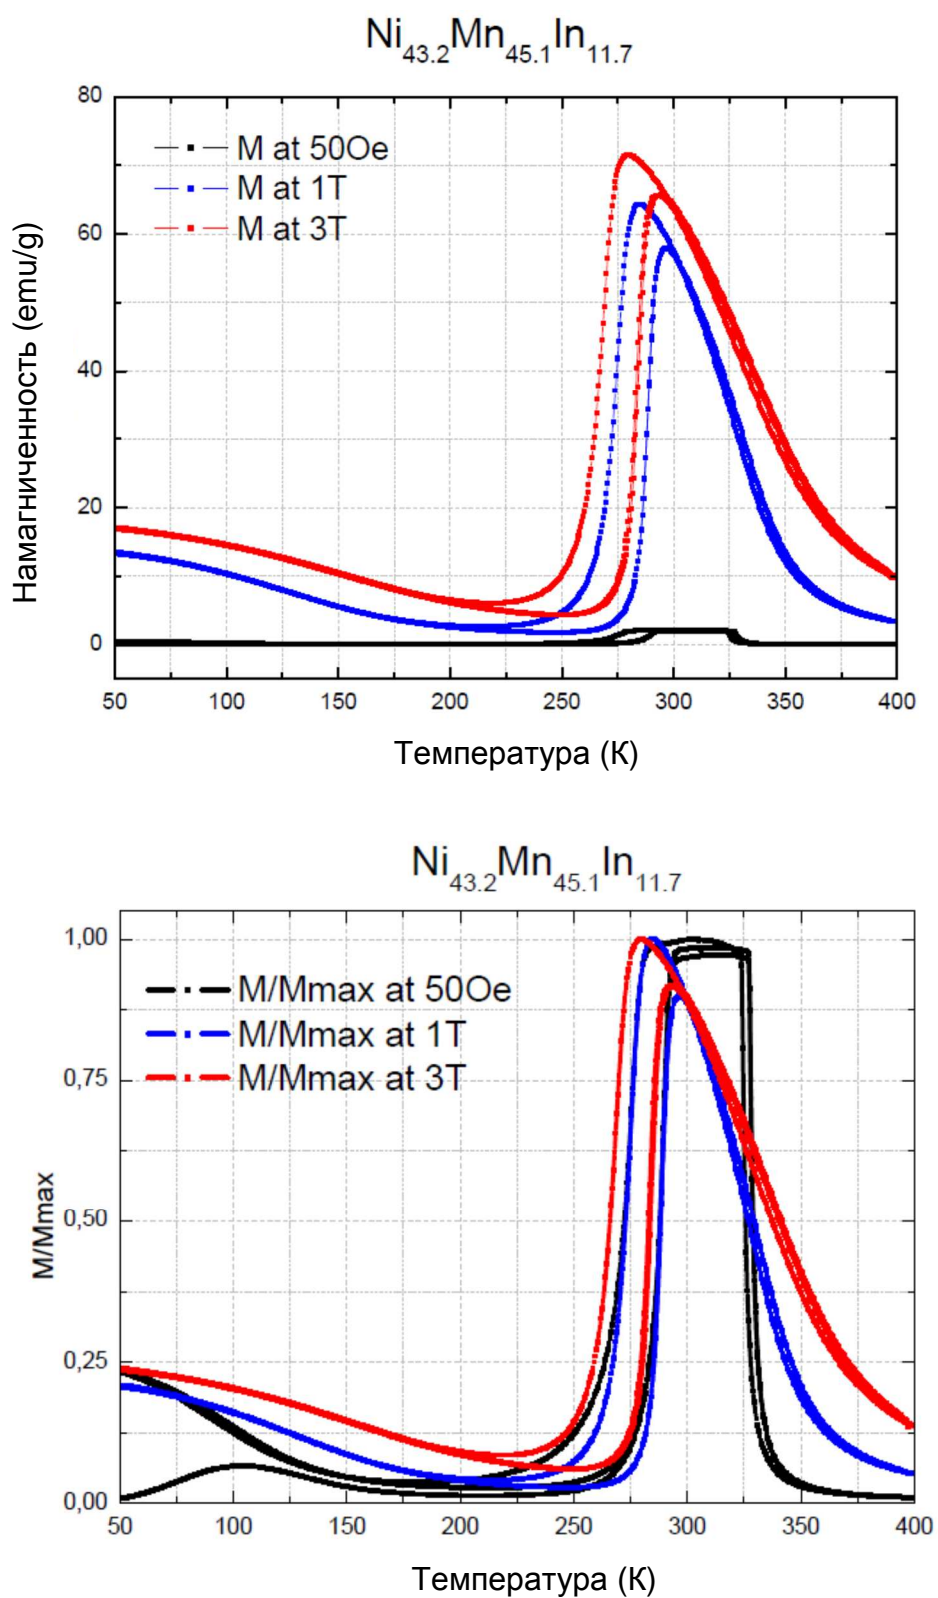 Ni43.2Mn45.1In11.7
80
M at 50Oe
M at 1T
M at 3T
60
40
20
0
Намагниченность (emu/g)
50 100 150 200 250 300 350 400
Температура (К)
Ni43.2Mn45.1In11.7
1,00
M/Mmax at 50Oe
M/Mmax at 1T
M/Mmax at 3T
0,75
0,50
0,25
0,00
M/Mmax
50 100 150 200 250 300 350 400
Температура (К)